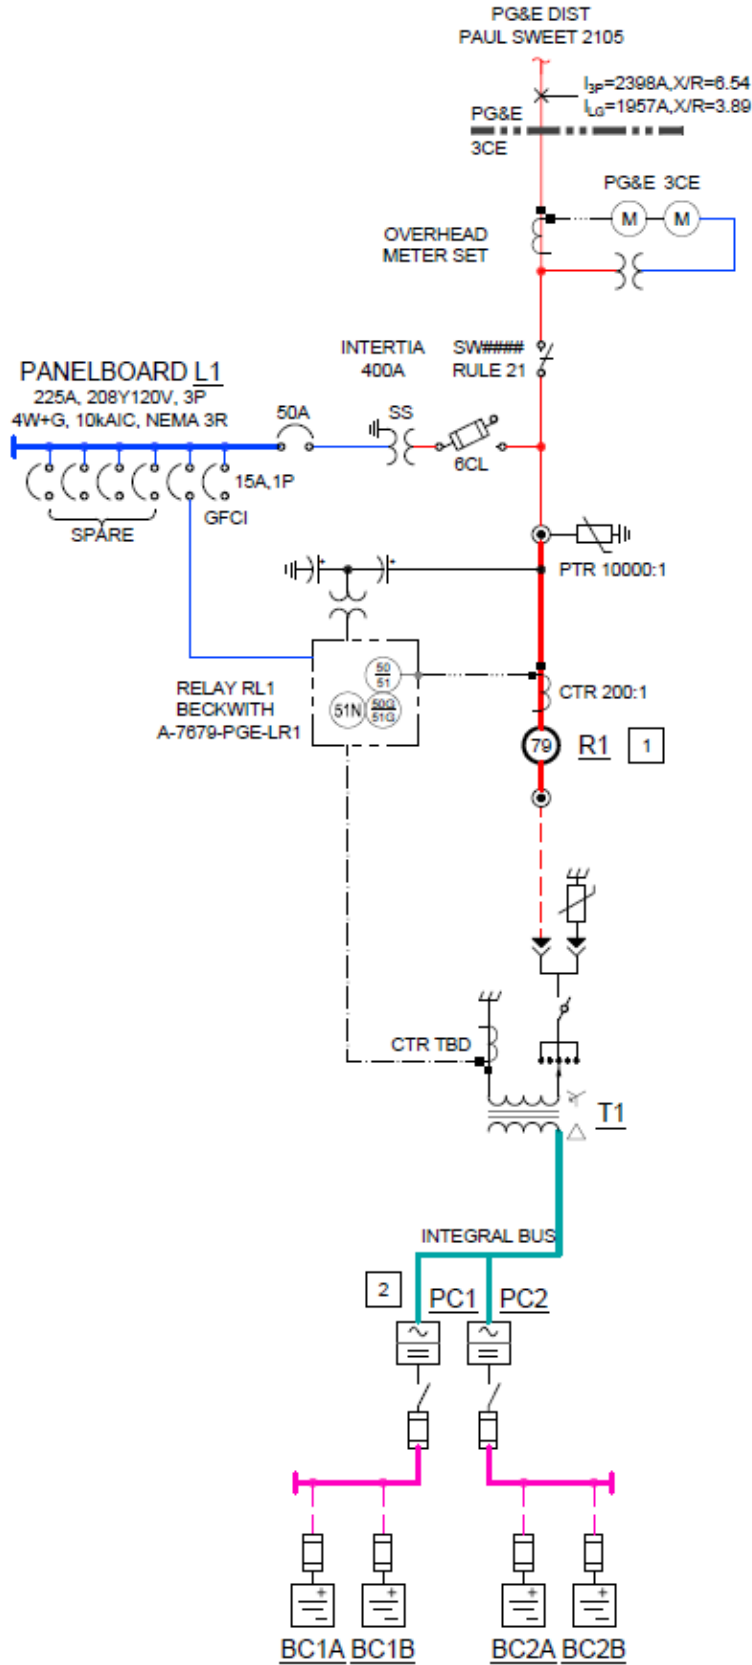 PG&E DIST
PAUL SWEET 2105
I3P=2398A,X/R=6.54
ILG=1957A,X/R=3.89
PG&E
3CE
PG&E 3CE
M M
OVERHEAD
METER SET
INTERTIA
400A
SW####
RULE 21
PANELBOARD L1
225A, 208Y120V, 3P
4W+G, 10kAIC, NEMA 3R
50A
SS
6CL
15A,1P
GFCI
SPARE
PTR 10000:1
50
51
51N
50G
51G
RELAY RL1
BECKWITH
A-7679-PGE-LR1
CTR 200:1
79
R1
1
CTR TBD
T1
INTEGRAL BUS
2
PC1 PC2
BC1A BC1B
BC2A BC2B